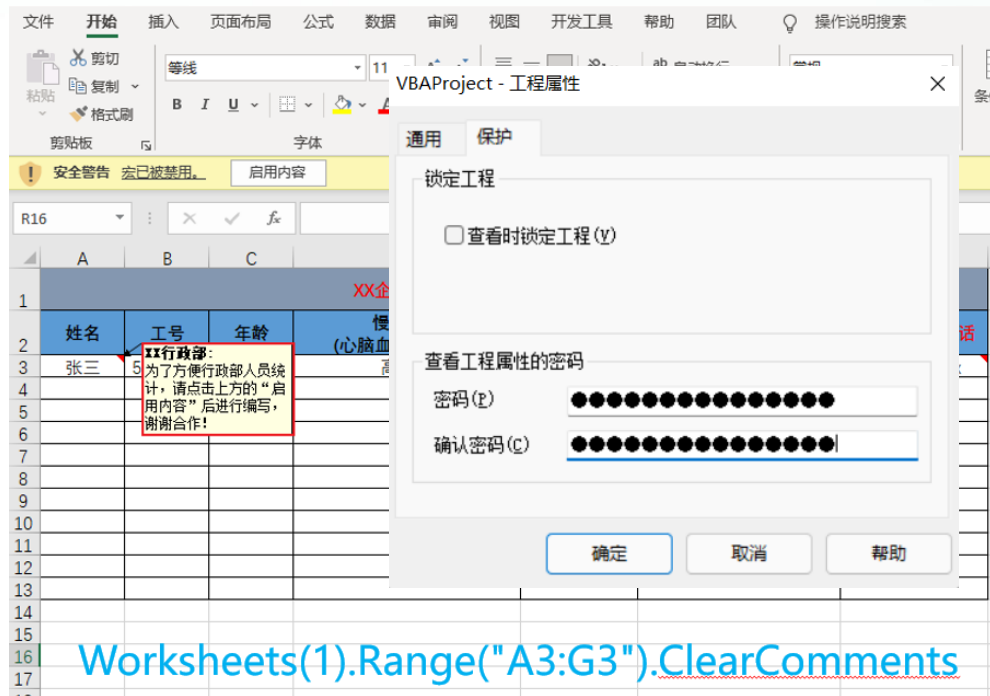 文件 开始 插入 页面布局 公式 数据 审阅 视图 开发工具 帮助 团队 操作说明搜索
剪切
复制
粘贴
格式刷
等线 11
B I U
剪贴板 字体
安全警告 宏已被禁用。 启用内容
R16 fx
VBAProject - 工程属性
通用 保护
锁定工程
查看时锁定工程(V)
查看工程属性的密码
密码(P)
确认密码(C)
确定 取消 帮助
A B C
1 XX企
2 姓名 工号 年龄 慢
(心脑血 话
3 张三 5
XX行政部:
为了方便行政部人员统
计，请点击上方的“启
用内容”后进行编写，
谢谢合作!
4
5
6
7
8
9
10
11
12
13
14
15
16
17
Worksheets(1).Range("A3:G3").ClearComments